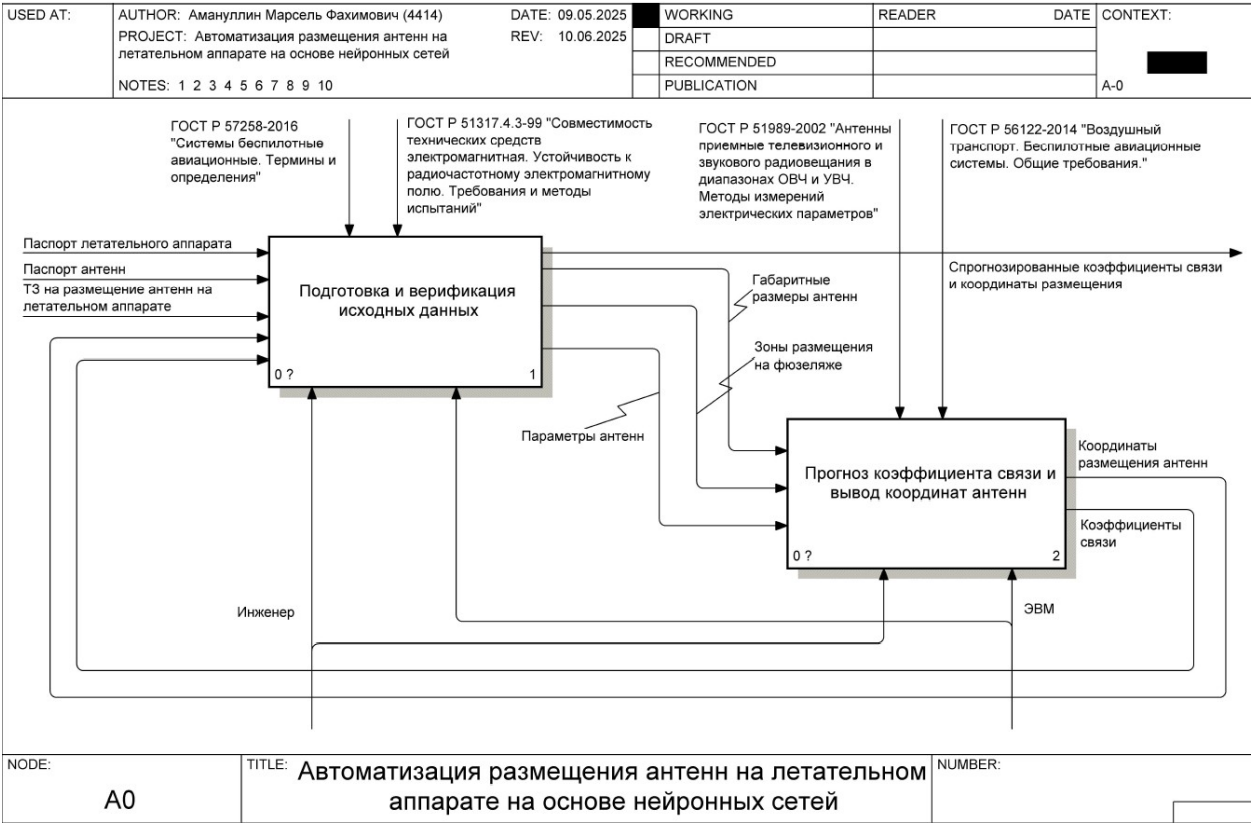 USED AT:
AUTHOR: Амануллин Марсель Фахимович (4414)
DATE: 09.05.2025
PROJECT: Автоматизация размещения антенн на
летательном аппарате на основе нейронных сетей
REV: 10.06.2025
NOTES: 1 2 3 4 5 6 7 8 9 10
WORKING
DRAFT
RECOMMENDED
PUBLICATION
READER
DATE
CONTEXT:
A-0
ГОСТ Р 57258-2016
"Системы беспилотные
авиационные. Термины и
определения"
ГОСТ Р 51317.4.3-99 "Совместимость
технических средств
электромагнитная. Устойчивость к
радиочастотному электромагнитному
полю. Требования и методы
испытаний"
ГОСТ Р 51989-2002 "Антенны
приемные телевизионного и
звукового радиовещания в
диапазонах ОВЧ и УВЧ.
Методы измерений
электрических параметров"
ГОСТ Р 56122-2014 "Воздушный
транспорт. Беспилотные авиационные
системы. Общие требования."
Паспорт летательного аппарата
Паспорт антенн
ТЗ на размещение антенн на
летательном аппарате
Подготовка и верификация
исходных данных
0 ?
1
Габаритные
размеры антенн
Спрогнозированные коэффициенты связи
и координаты размещения
Зоны размещения
на фюзеляже
Параметры антенн
Прогноз коэффициента связи и
вывод координат антенн
0 ?
2
Координаты
размещения антенн
Коэффициенты
связи
Инженер
ЭВМ
NODE:
A0
TITLE: Автоматизация размещения антенн на летательном
аппарате на основе нейронных сетей
NUMBER: